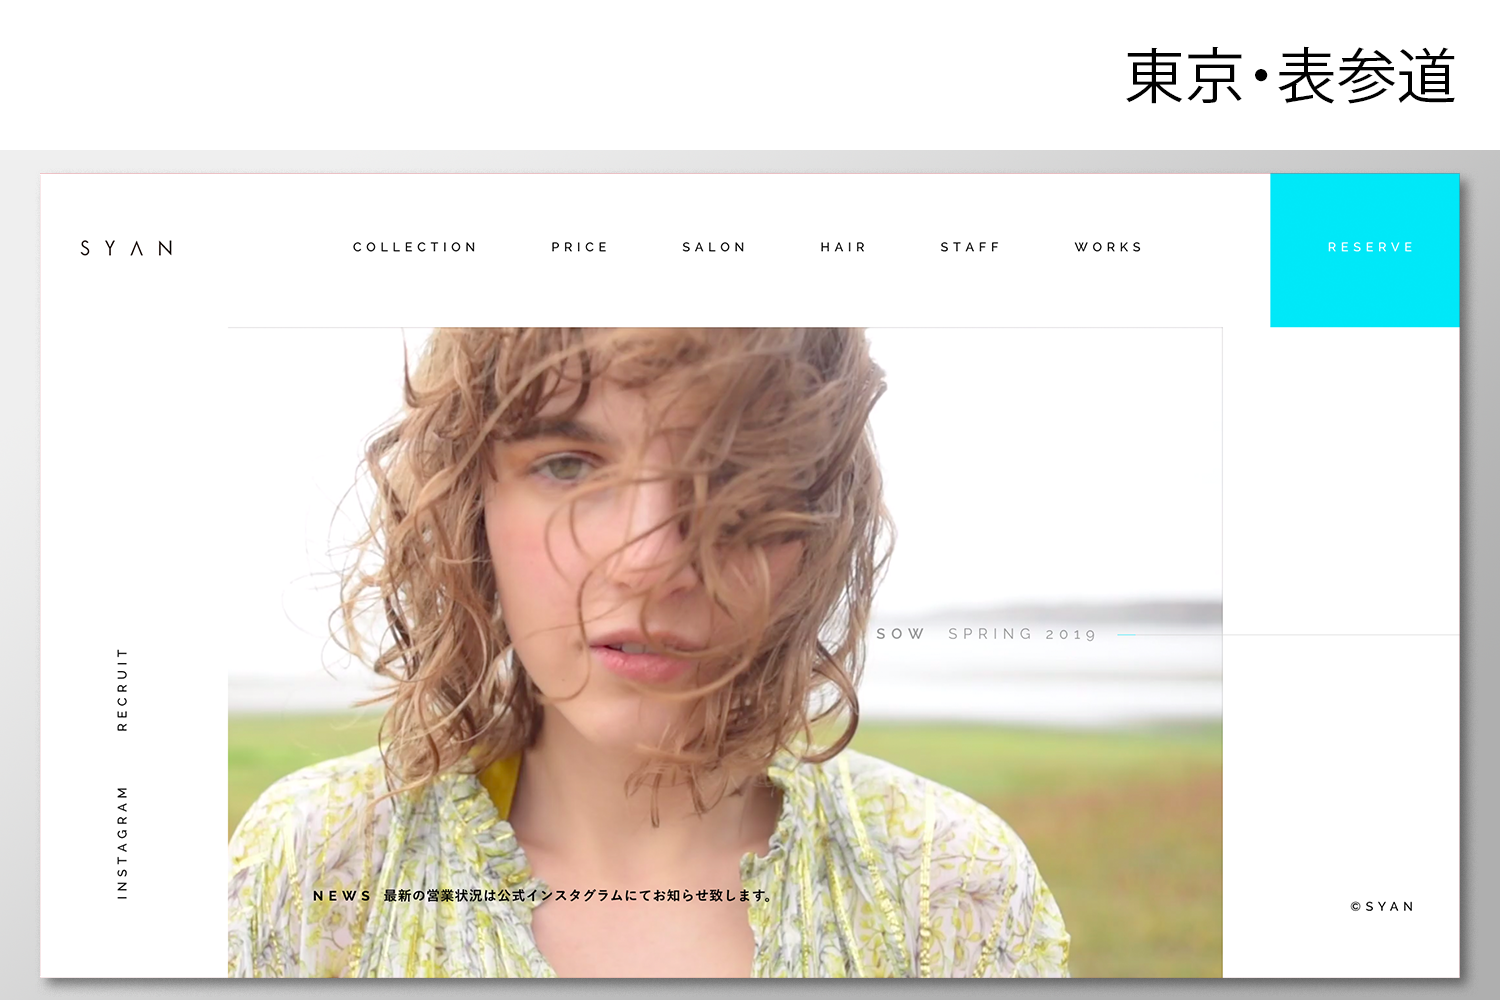 東京・表参道
SYAN
COLLECTION PRICE SALON HAIR STAFF WORKS
RESERVE
SOW SPRING 2019
RECRUIT
INSTAGRAM
NEWS 最新の営業状況は公式インスタグラムにてお知らせ致します。
©SYAN